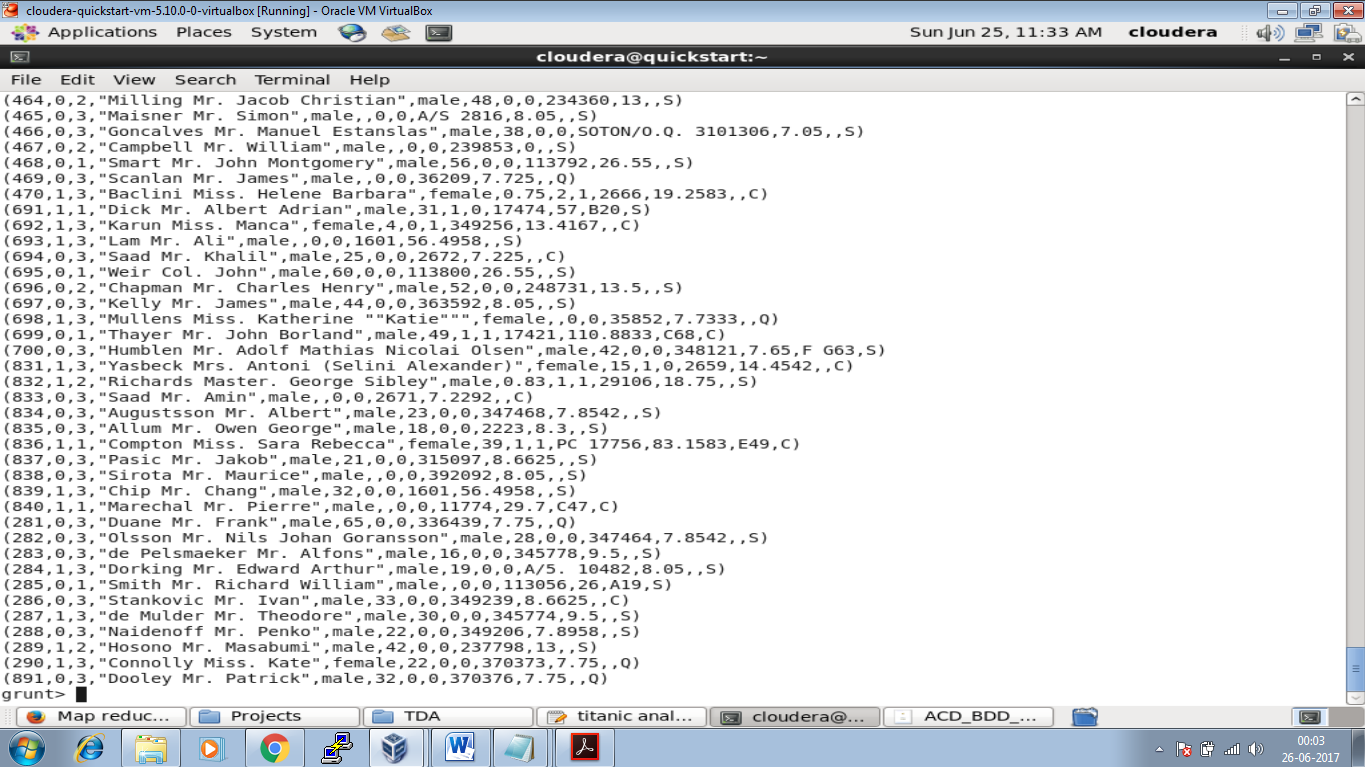 cloudera-quickstart-vm-5.10.0-0-virtualbox [Running] - Oracle VM VirtualBox
Applications Places System Sun Jun 25, 11:33 AM cloudera
cloudera@quickstart:~
File Edit View Search Terminal Help
(464,0,2,"Milling Mr. Jacob Christian",male,48,0,0,234360,13,,S)
(465,0,3,"Maisner Mr. Simon",male,,0,0,A/S 2816,8.05,,S)
(466,0,3,"Goncalves Mr. Manuel Estanslas",male,38,0,0,SOTON/O.Q. 3101306,7.05,,S)
(467,0,2,"Campbell Mr. William",male,,0,0,239853,0,,S)
(468,0,1,"Smart Mr. John Montgomery",male,56,0,0,113792,26.55,,S)
(469,0,3,"Scanlan Mr. James",male,,0,0,36209,7.725,,Q)
(470,1,3,"Baclini Miss. Helene Barbara",female,0.75,2,1,2666,19.2583,,C)
(691,1,1,"Dick Mr. Albert Adrian",male,31,1,0,17474,57,B20,S)
(692,1,3,"Karun Miss. Manca",female,4,0,1,349256,13.4167,,C)
(693,1,3,"Lam Mr. Ali",male,,0,0,1601,56.4958,,S)
(694,0,3,"Saad Mr. Khalil",male,25,0,0,2672,7.225,,C)
(695,0,1,"Weir Col. John",male,60,0,0,113800,26.55,,S)
(696,0,2,"Chapman Mr. Charles Henry",male,52,0,0,248731,13.5,,S)
(697,0,3,"Kelly Mr. James",male,44,0,0,363592,8.05,,S)
(698,1,3,"Mullens Miss. Katherine ""Katie""",female,,0,0,35852,7.7333,,Q)
(699,0,1,"Thayer Mr. John Borland",male,49,1,1,17421,110.8833,C68,C)
(700,0,3,"Humblen Mr. Adolf Mathias Nicolai Olsen",male,42,0,0,348121,7.65,F G63,S)
(831,1,3,"Yasbeck Mrs. Antoni (Selini Alexander)",female,15,1,0,2659,14.4542,,C)
(832,1,2,"Richards Master. George Sibley",male,0.83,1,1,29106,18.75,,S)
(833,0,3,"Saad Mr. Amin",male,,0,0,2671,7.2292,,C)
(834,0,3,"Augustsson Mr. Albert",male,23,0,0,347468,7.8542,,S)
(835,0,3,"Allum Mr. Owen George",male,18,0,0,2223,8.3,,S)
(836,1,1,"Compton Miss. Sara Rebecca",female,39,1,1,PC 17756,83.1583,E49,C)
(837,0,3,"Pasic Mr. Jakob",male,21,0,0,315097,8.6625,,S)
(838,0,3,"Sirota Mr. Maurice",male,,0,0,392092,8.05,,S)
(839,1,3,"Chip Mr. Chang",male,32,0,0,1601,56.4958,,S)
(840,1,1,"Marechal Mr. Pierre",male,,0,0,11774,29.7,C47,C)
(281,0,3,"Duane Mr. Frank",male,65,0,0,336439,7.75,,Q)
(282,0,3,"Olsson Mr. Nils Johan Goransson",male,28,0,0,347464,7.8542,,S)
(283,0,3,"de Pelsmaeker Mr. Alfons",male,16,0,0,345778,9.5,,S)
(284,1,3,"Dorking Mr. Edward Arthur",male,19,0,0,A/5. 10482,8.05,,S)
(285,0,1,"Smith Mr. Richard William",male,,0,0,113056,26,A19,S)
(286,0,3,"Stankovic Mr. Ivan",male,33,0,0,349239,8.6625,,C)
(287,1,3,"de Mulder Mr. Theodore",male,30,0,0,345774,9.5,,S)
(288,0,3,"Naidenoff Mr. Penko",male,22,0,0,349206,7.8958,,S)
(289,1,2,"Hosono Mr. Masabumi",male,42,0,0,237798,13,,S)
(290,1,3,"Connolly Miss. Kate",female,22,0,0,370373,7.75,,Q)
(891,0,3,"Dooley Mr. Patrick",male,32,0,0,370376,7.75,,Q)
grunt>
Map reduc... Projects TDA titanic anal... cloudera@... ACD_BDD_...
00:03
26-06-2017